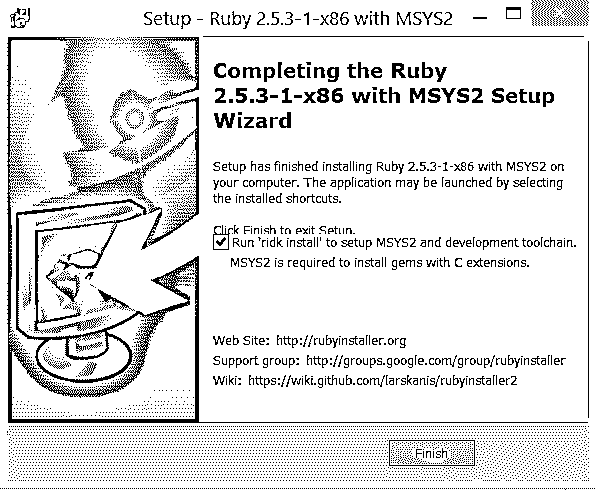 Setup - Ruby 2.5.3-1-x86 with MSYS2
Completing the Ruby
2.5.3-1-x86 with MSYS2 Setup
Wizard
Setup has finished installing Ruby 2.5.3-1-x86 with MSYS2 on
your computer. The application may be launched by selecting
the installed shortcuts.
Click Finish to exit Setup.
Run 'ridk install' to setup MSYS2 and development toolchain.
MSYS2 is required to install gems with C extensions.
Web Site: http://rubyinstaller.org
Support group: http://groups.google.com/group/rubyinstaller
Wiki: https://wiki.github.com/larskanis/rubyinstaller2
Finish